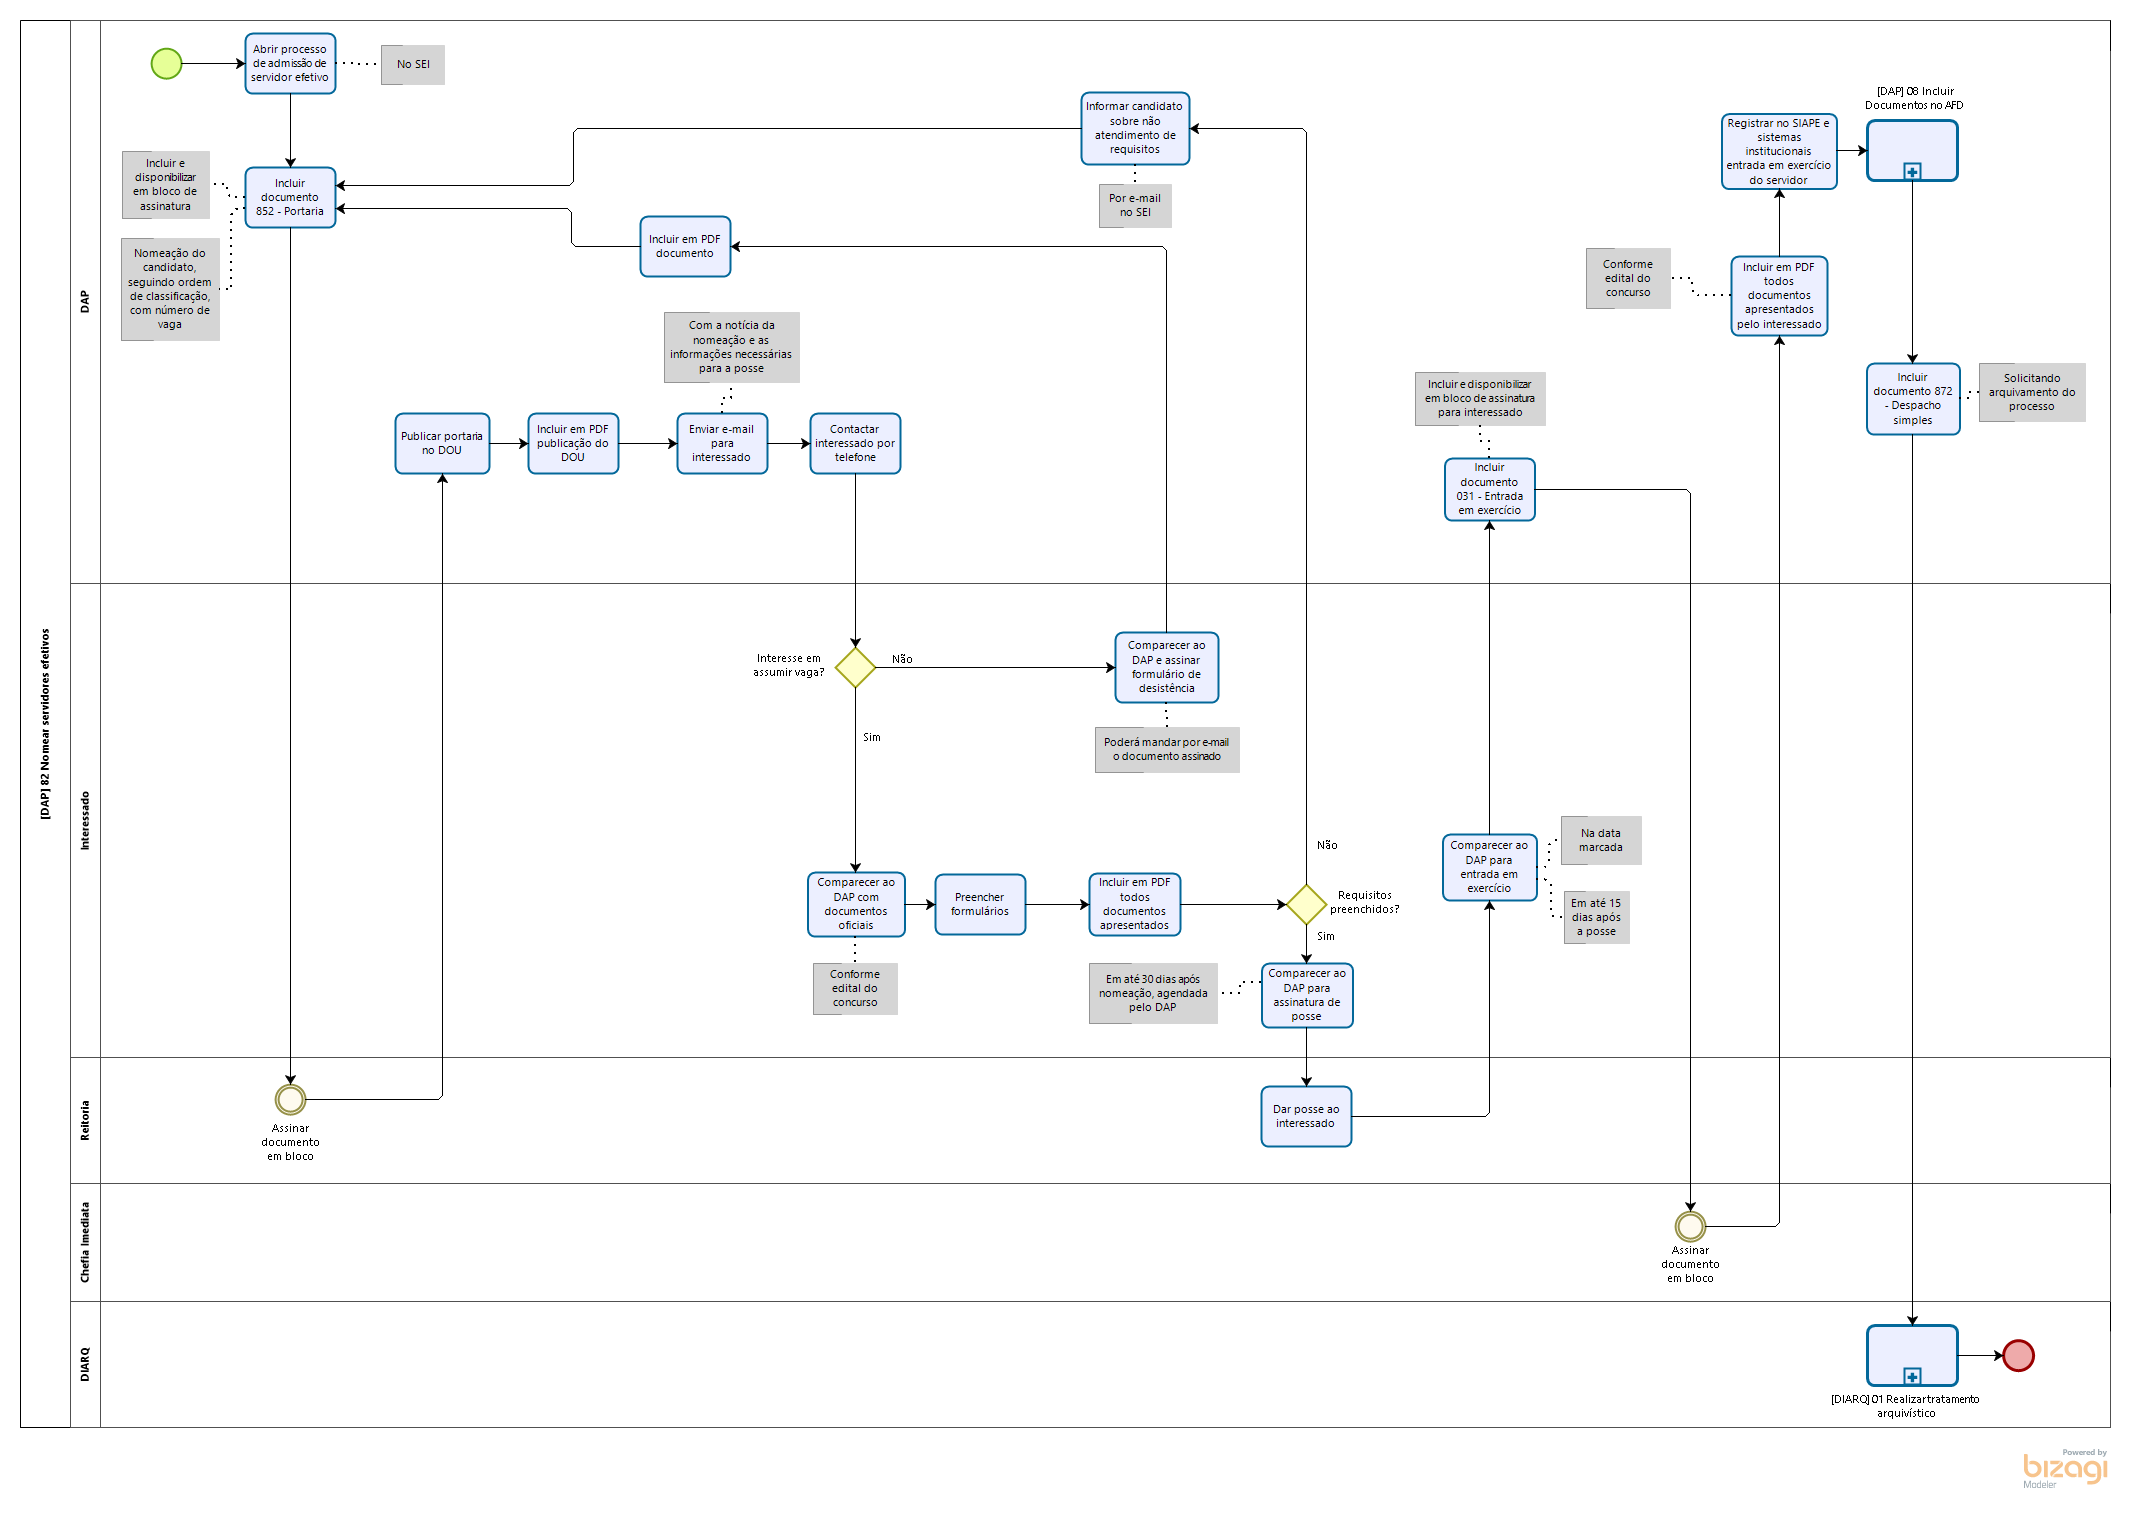 [DAP] 82 Nomear servidores efetivos
DAP
Abrir processo
de admissão de
servidor efetivo
No SEI
Incluir e
disponibilizar
em bloco de
assinatura
Incluir
documento
852 - Portaria
Nomeação do
candidato,
seguindo ordem
de classificação,
com número de
vaga
Informar candidato
sobre não
atendimento de
requisitos
Por e-mail
no SEI
Incluir em PDF
documento
Com a notícia da
nomeação e as
informações necessárias
para a posse
Publicar portaria
no DOU
Incluir em PDF
publicação do
DOU
Enviar e-mail
para
interessado
Contactar
interessado por
telefone
Incluir e disponibilizar
em bloco de assinatura
para interessado
Incluir
documento
031 - Entrada
em exercício
Conforme
edital do
concurso
Incluir em PDF
todos
documentos
apresentados
pelo interessado
Registrar no SIAPE e
sistemas
institucionais
entrada em exercício
do servidor
[DAP] 08 Incluir
Documentos no AFD
Incluir
documento 872
- Despacho
simples
Solicitando
arquivamento do
processo
Interessado
Interesse em
assumir vaga?
Não
Sim
Comparecer ao
DAP e assinar
formulário de
desistência
Poderá mandar por e-mail
o documento assinado
Comparecer ao
DAP com
documentos
oficiais
Conforme
edital do
concurso
Preencher
formulários
Incluir em PDF
todos
documentos
apresentados
Requisitos
preenchidos?
Não
Sim
Em até 30 dias após
nomeação, agendada
pelo DAP
Comparecer ao
DAP para
assinatura de
posse
Comparecer ao
DAP para
entrada em
exercício
Na data
marcada
Em até 15
dias após
a posse
Reitoria
Assinar
documento
em bloco
Dar posse ao
interessado
Chefia Imediata
Assinar
documento
em bloco
DIARQ
[DIARQ] 01 Realizar tratamento
arquivístico
Powered by
bizagi
Modeler